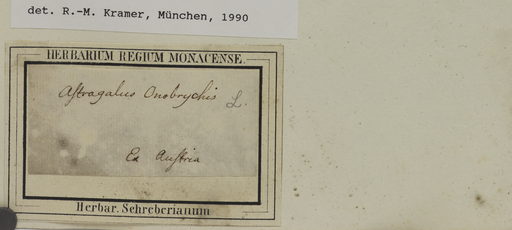 det. R.-M. Kramer, München, 1990
HERBARIUM REGIUM MONACENSE.
Aſtragalus Onobrychis L.
Ex Auſtria
Herbar. Schreberianum